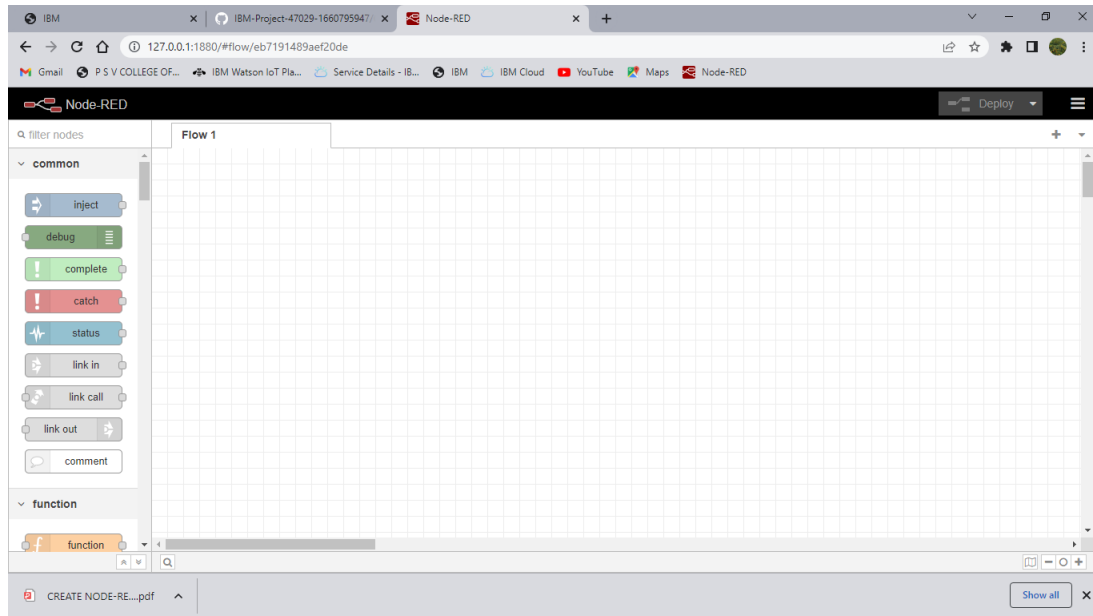 IBM
IBM-Project-47029-1660795947/
Node-RED
127.0.0.1:1880/#flow/eb7191489aef20de
Gmail P S V COLLEGE OF... IBM Watson IoT Pla... Service Details - IB... IBM IBM Cloud YouTube Maps Node-RED
Node-RED Deploy
filter nodes Flow 1
common
inject
debug
complete
catch
status
link in
link call
link out
comment
function
function
CREATE NODE-RE....pdf Show all